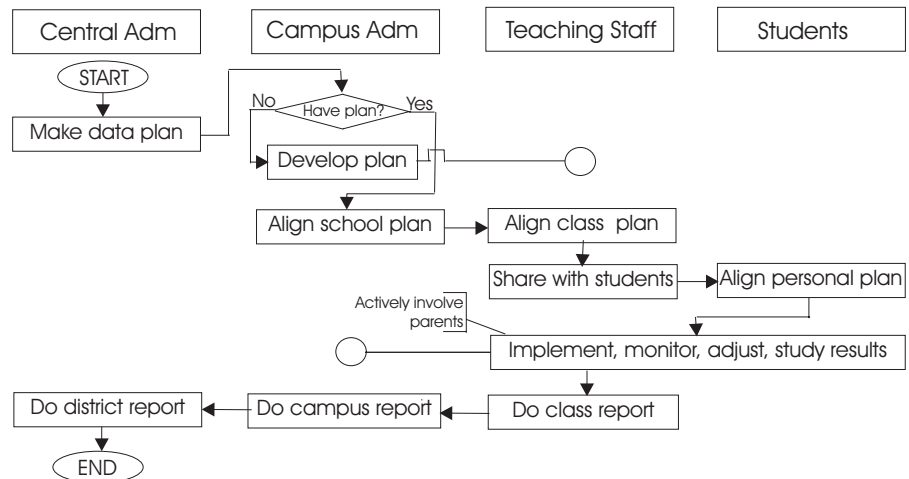 Central Adm
Campus Adm
Teaching Staff
Students
START
No
Have plan?
Yes
Make data plan
Develop plan
Align school plan
Align class plan
Share with students
Align personal plan
Actively involve
parents
Implement, monitor, adjust, study results
Do district report
Do campus report
Do class report
END